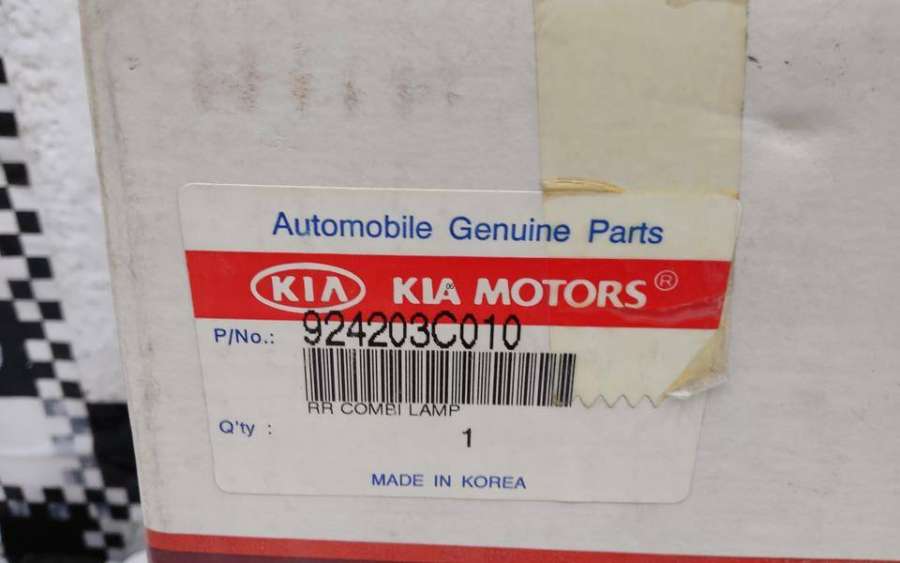 Automobile Genuine Parts
KIA KIA MOTORS®
P/No.: 924203C010
RR COMBI LAMP
Q'ty : 1
MADE IN KOREA